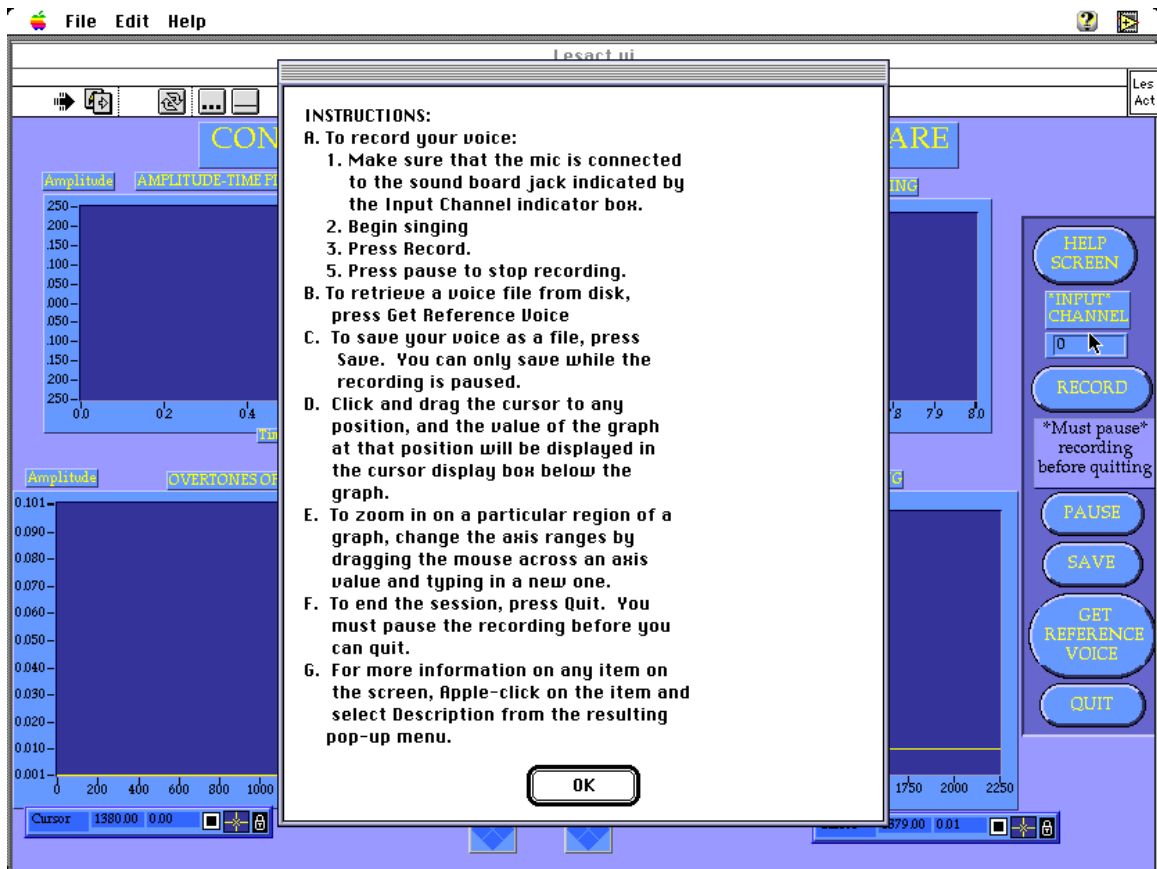 File Edit Help
Lesact.vi
Les
Act
CON
ARE
Amplitude
AMPLITUDE-TIME PL
NG
250
200
.150
.100
.050
.000
.050
.100
.150
200
250
0.0 0.2 0.4
7.8 7.9 8.0
INSTRUCTIONS:
A. To record your voice:
1. Make sure that the mic is connected
to the sound board jack indicated by
the Input Channel indicator box.
2. Begin singing
3. Press Record.
5. Press pause to stop recording.
B. To retrieve a voice file from disk,
press Get Reference Voice
C. To save your voice as a file, press
Save. You can only save while the
recording is paused.
D. Click and drag the cursor to any
position, and the value of the graph
at that position will be displayed in
the cursor display box below the
graph.
E. To zoom in on a particular region of a
graph, change the axis ranges by
dragging the mouse across an axis
value and typing in a new one.
F. To end the session, press Quit. You
must pause the recording before you
can quit.
G. For more information on any item on
the screen, Apple-click on the item and
select Description from the resulting
pop-up menu.
OK
HELP
SCREEN
*INPUT*
CHANNEL
0
RECORD
*Must pause*
recording
before quitting
PAUSE
SAVE
GET
REFERENCE
VOICE
QUIT
Amplitude
OVERTONES OF
G
0.101
0.090
0.080
0.070
0.060
0.050
0.040
0.030
0.020
0.010
0.001
0 200 400 600 800 1000
1750 2000 2250
Cursor 1380.00 0.00
379.00 0.01